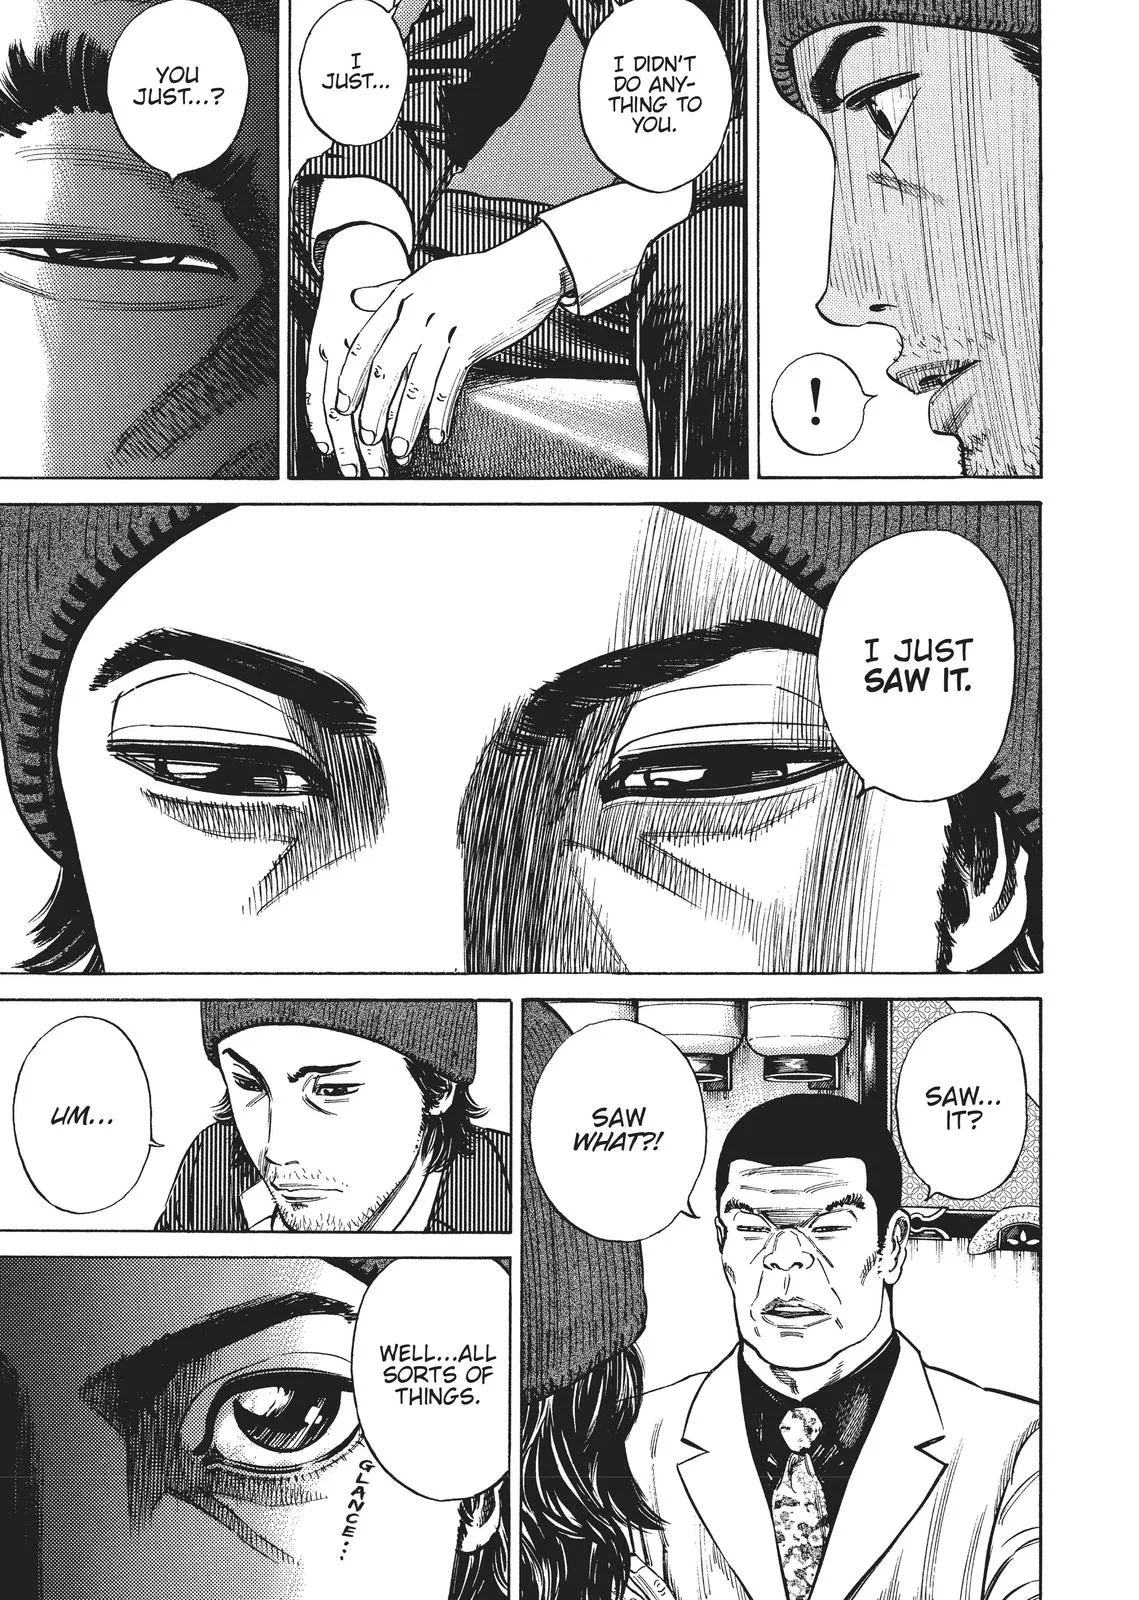 !
I DIDN'T
DO ANY-
THING TO
YOU.
I
JUST...
YOU
JUST...?
I JUST
SAW IT.
SAW...
IT?
SAW
WHAT?!
UM...
WELL...ALL
SORTS OF
THINGS.
GLANCE...